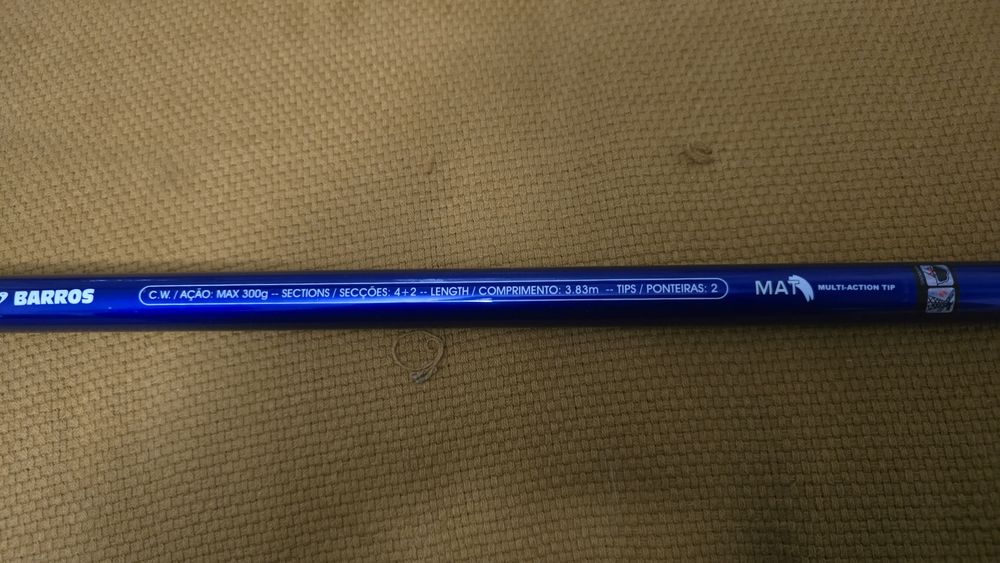 BARROS
C.W. / AÇÃO: MAX 300g -- SECTIONS / SECÇÕES: 4+2 -- LENGTH / COMPRIMENTO: 3.83m -- TIPS / PONTEIRAS: 2
MAT MULTI-ACTION TIP